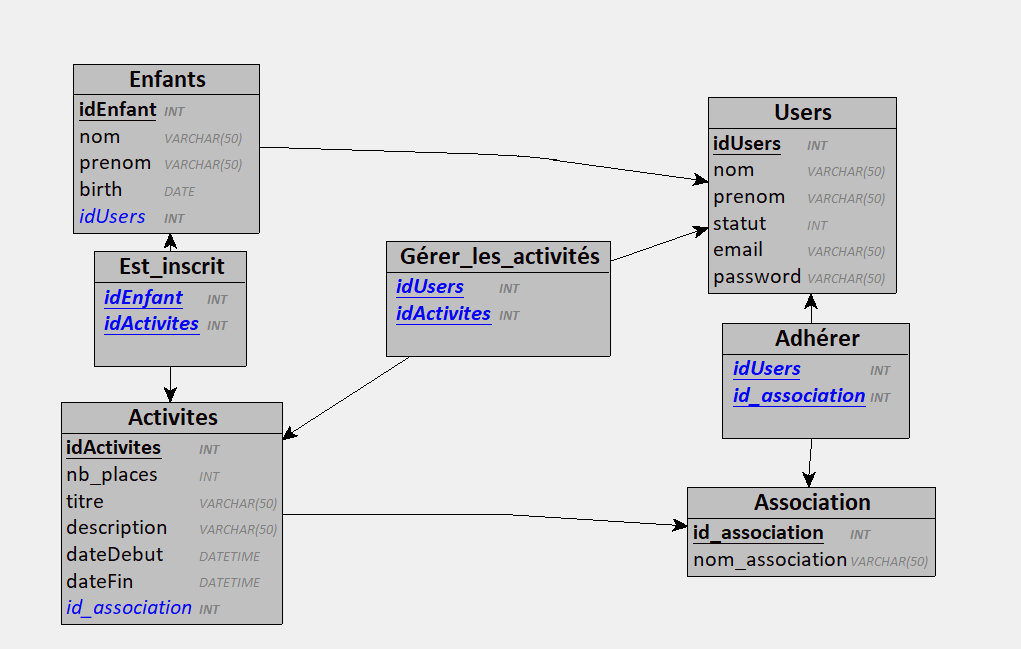 Enfants
idEnfant INT
nom VARCHAR(50)
prenom VARCHAR(50)
birth DATE
idUsers INT
Users
idUsers INT
nom VARCHAR(50)
prenom VARCHAR(50)
statut INT
email VARCHAR(50)
password VARCHAR(50)
Est_inscrit
idEnfant INT
idActivites INT
Gérer_les_activités
idUsers INT
idActivites INT
Adhérer
idUsers INT
id_association INT
Activites
idActivites INT
nb_places INT
titre VARCHAR(50)
description VARCHAR(50)
dateDebut DATETIME
dateFin DATETIME
id_association INT
Association
id_association INT
nom_association VARCHAR(50)